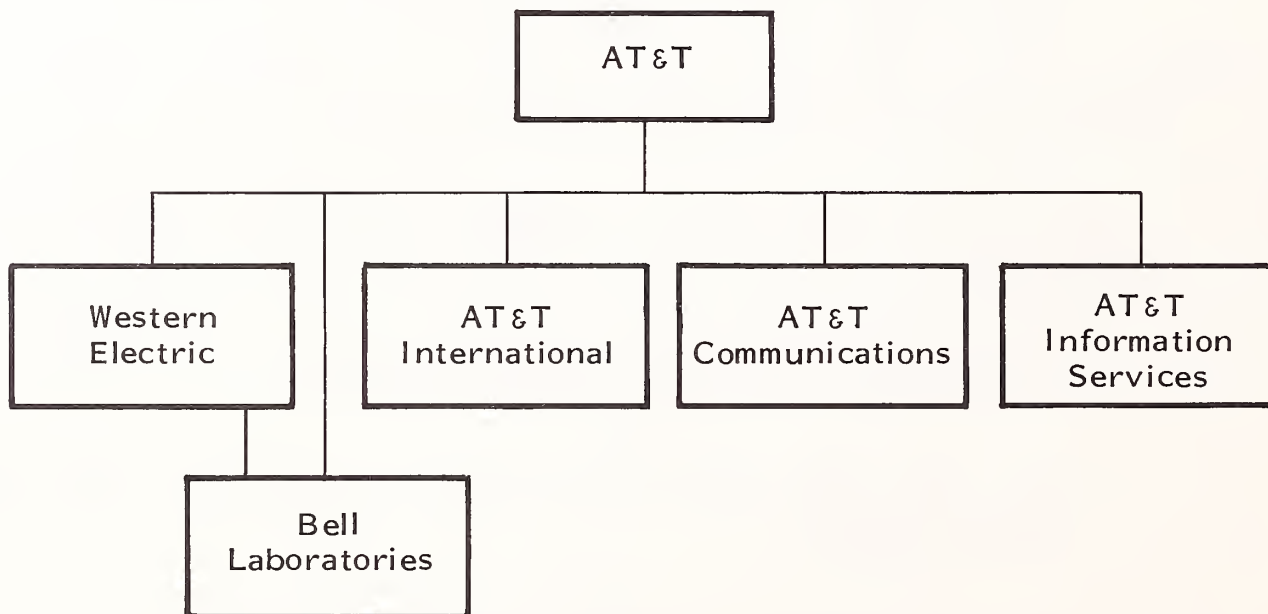 AT&T
Western
Electric
AT&T
International
AT&T
Communications
AT&T
Information
Services
Bell
Laboratories